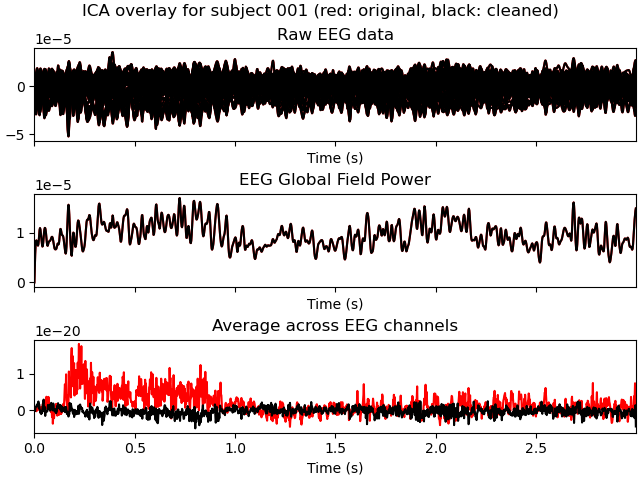 ICA overlay for subject 001 (red: original, black: cleaned)
Raw EEG data
1e−5
0
−5
Time (s)
EEG Global Field Power
1e−5
1
0
Time (s)
Average across EEG channels
1e−20
1
0
0.0 0.5 1.0 1.5 2.0 2.5
Time (s)